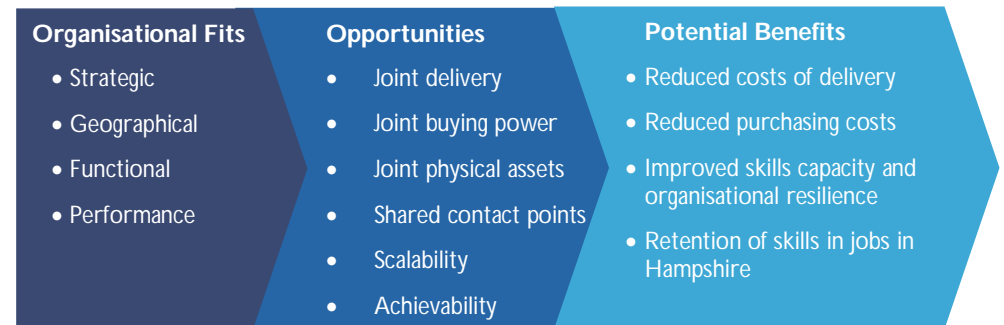 Organisational Fits
• Strategic
• Geographical
• Functional
• Performance
Opportunities
• Joint delivery
• Joint buying power
• Joint physical assets
• Shared contact points
• Scalability
• Achievability
Potential Benefits
• Reduced costs of delivery
• Reduced purchasing costs
• Improved skills capacity and
organisational resilience
• Retention of skills in jobs in
Hampshire